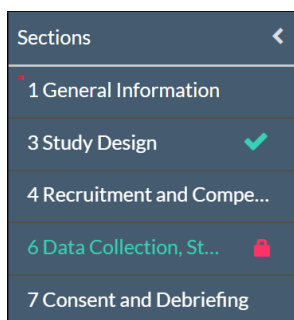 Sections
1 General Information
3 Study Design
4 Recruitment and Compe...
6 Data Collection, St...
7 Consent and Debriefing